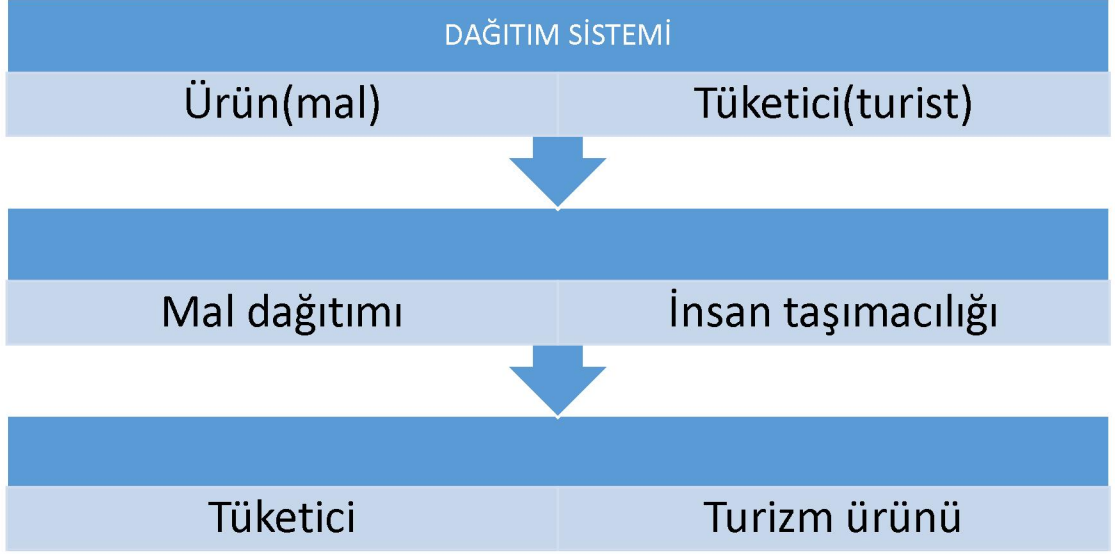 DAĞITIM SİSTEMİ
Ürün(mal) Tüketici(turist)
Mal dağıtımı İnsan taşımacılığı
Tüketici Turizm ürünü